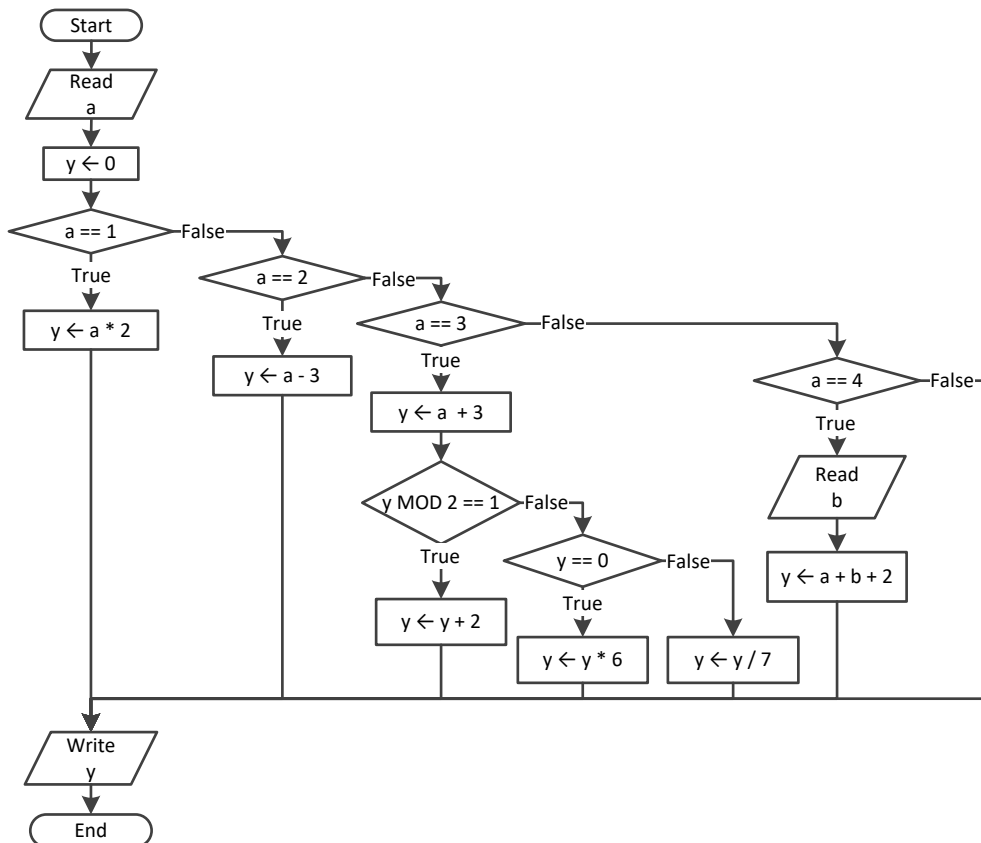 Start
Read
a
y ← 0
a == 1
False
True
y ← a * 2
a == 2
False
True
y ← a - 3
a == 3
False
True
y ← a + 3
y MOD 2 == 1
False
True
y ← y + 2
y == 0
False
True
y ← y * 6
y ← y / 7
a == 4
False
True
Read
b
y ← a + b + 2
Write
y
End